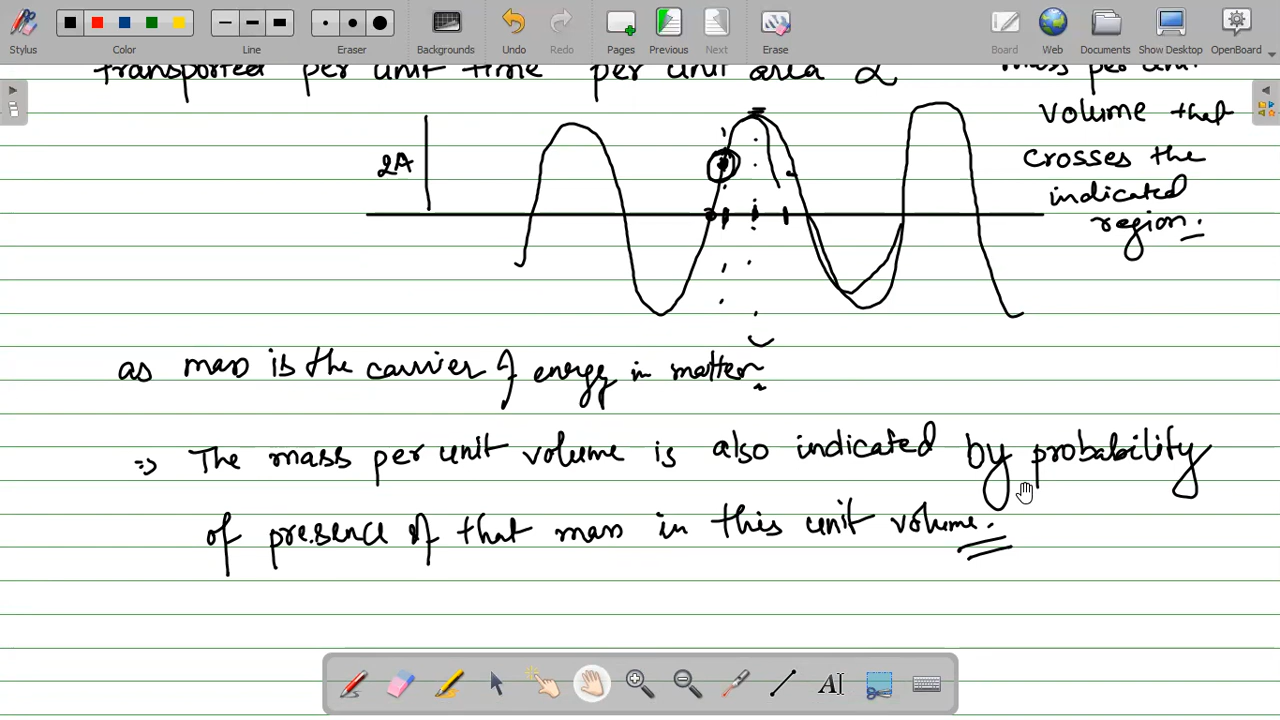 Stylus Color Line Eraser Backgrounds Undo Redo Pages Previous Next Erase Board Web Documents Show Desktop OpenBoard
transported per unit time per unit area α mass per unit
volume that
crosses the
indicated
region.
2A
as mass is the carrier of energy in matter
⇒ The mass per unit volume is also indicated by probability
of presence of that mass in this unit volume.